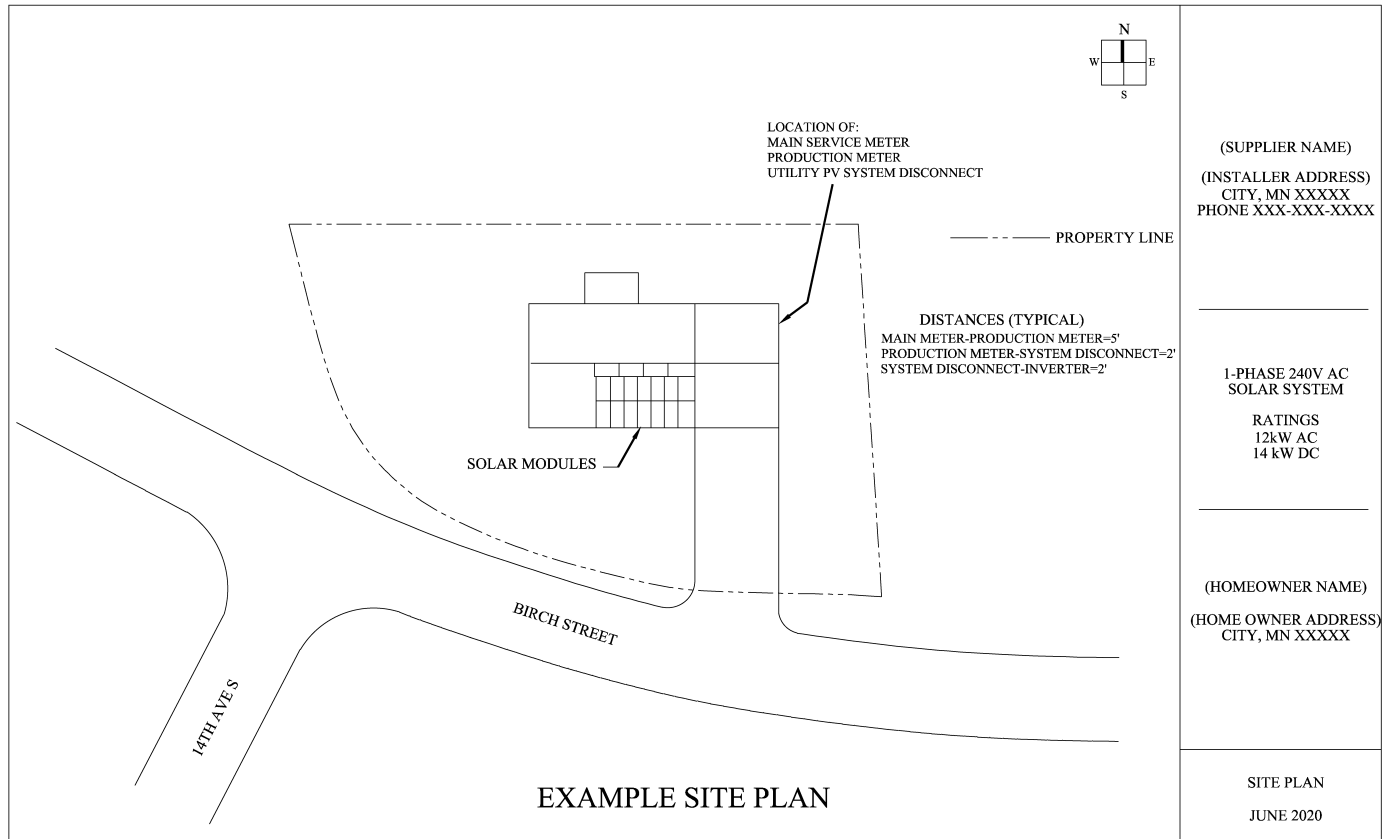 N
W
E
S
LOCATION OF:
MAIN SERVICE METER
PRODUCTION METER
UTILITY PV SYSTEM DISCONNECT
PROPERTY LINE
DISTANCES (TYPICAL)
MAIN METER-PRODUCTION METER=5'
PRODUCTION METER-SYSTEM DISCONNECT=2'
SYSTEM DISCONNECT-INVERTER=2'
SOLAR MODULES
BIRCH STREET
14TH AVE S
EXAMPLE SITE PLAN
(SUPPLIER NAME)
(INSTALLER ADDRESS)
CITY, MN XXXXX
PHONE XXX-XXX-XXXX
1-PHASE 240V AC
SOLAR SYSTEM
RATINGS
12kW AC
14 kW DC
(HOMEOWNER NAME)
(HOME OWNER ADDRESS)
CITY, MN XXXXX
SITE PLAN
JUNE 2020